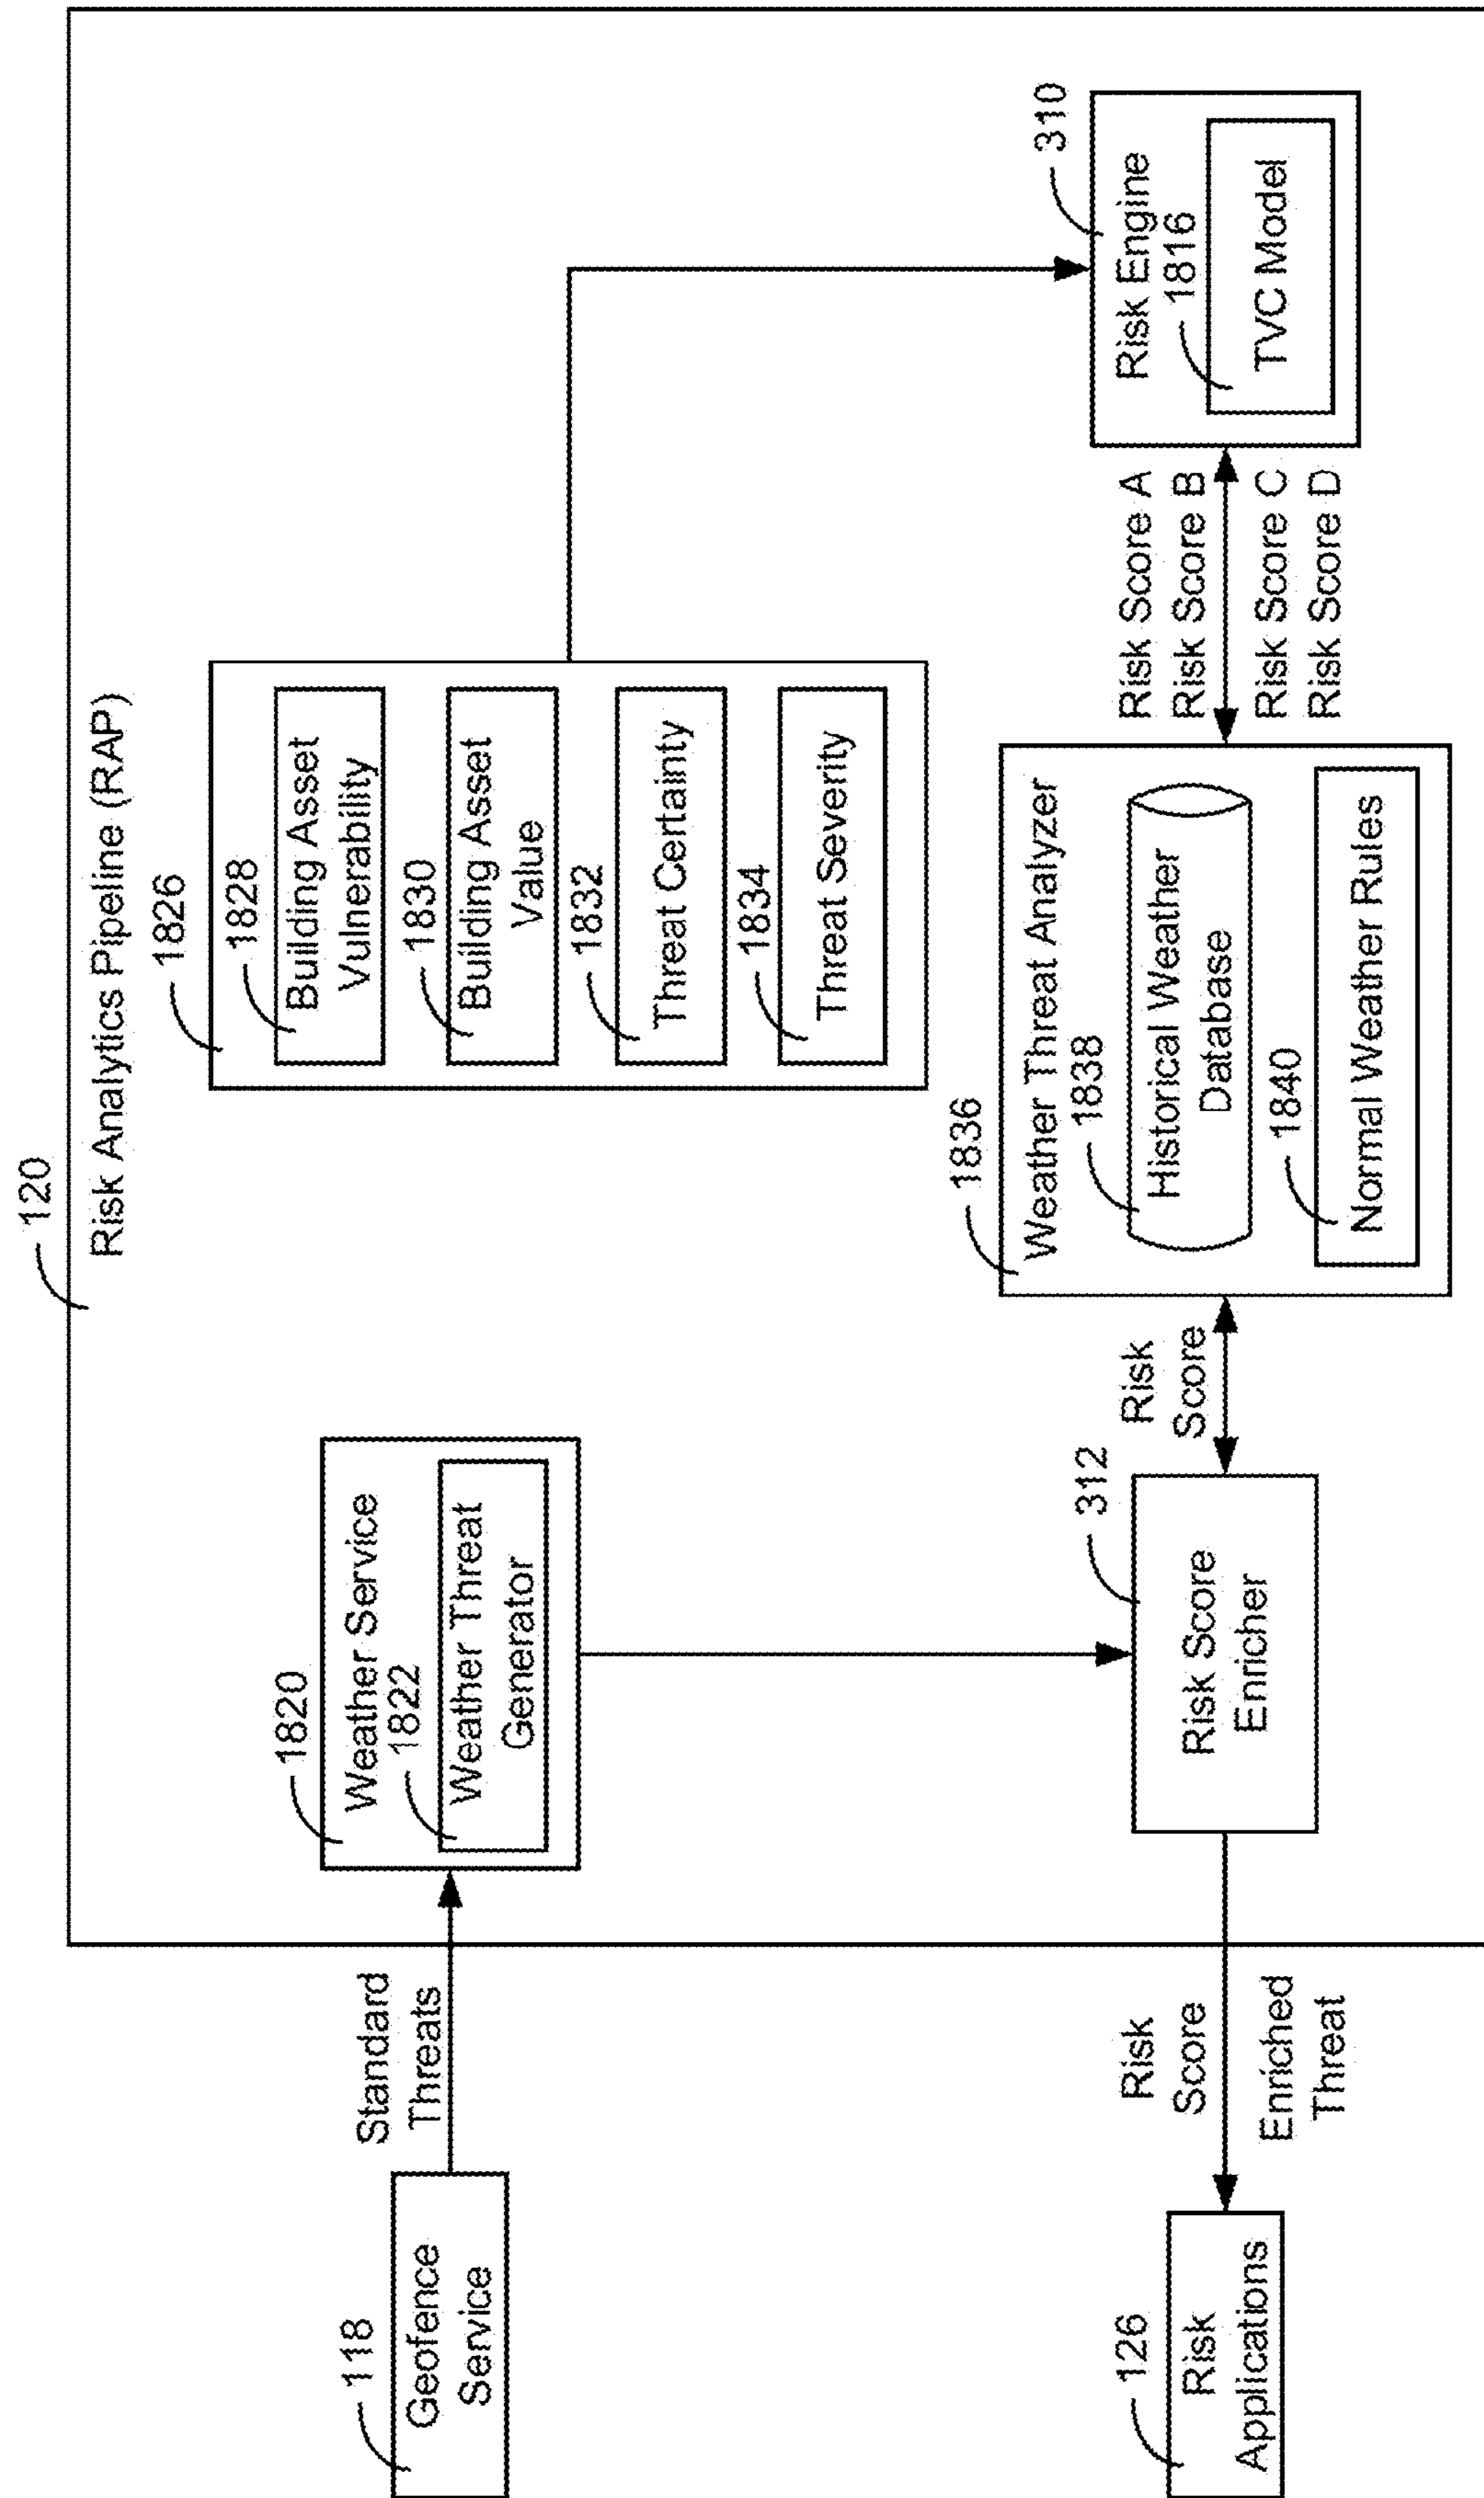 120
Risk Analytics Pipeline (RAP)
118
Geofence
Service
Standard
Threats
1820
Weather Service
1822
Weather Threat
Generator
1826
1828
Building Asset
Vulnerability
1830
Building Asset
Value
1832
Threat Certainty
1834
Threat Severity
126
Risk
Applications
Risk
Score
Enriched
Threat
312
Risk Score
Enricher
Risk
Score
1836
Weather Threat Analyzer
1838
Historical Weather
Database
1840
Normal Weather Rules
Risk Score A
Risk Score B
Risk Score C
Risk Score D
310
Risk Engine
1816
TVC Model